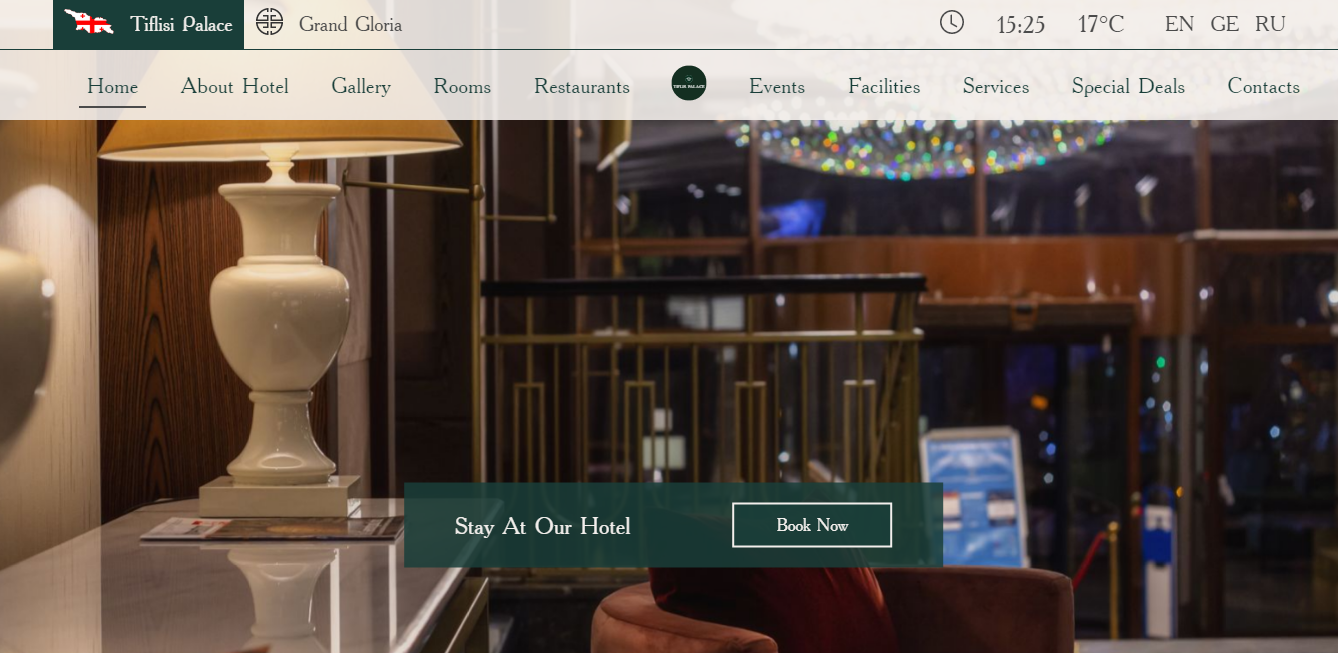 Tiflisi Palace Grand Gloria 15:25 17°C EN GE RU
Home About Hotel Gallery Rooms Restaurants TIFLIS PALACE Events Facilities Services Special Deals Contacts
Stay At Our Hotel Book Now